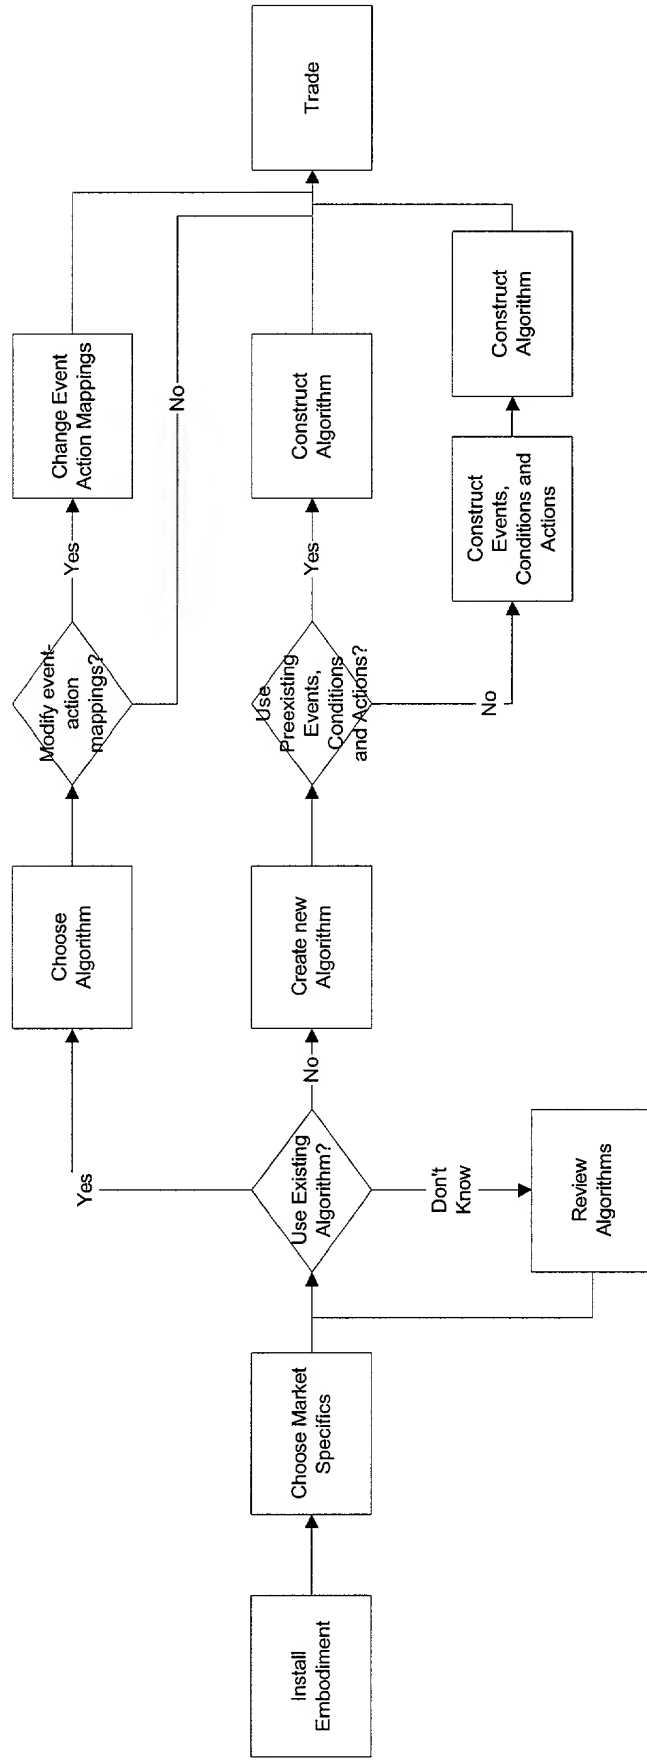 Install
Embodiment
Choose Market
Specifics
Use Existing
Algorithm?
Yes
No
Don't
Know
Review
Algorithms
Choose
Algorithm
Modify event-
action
mappings?
Yes
No
Change Event
Action Mappings
Create new
Algorithm
Use
Preexisting
Events,
Conditions
and Actions?
Yes
No
Construct
Algorithm
Construct
Events,
Conditions and
Actions
Construct
Algorithm
Trade